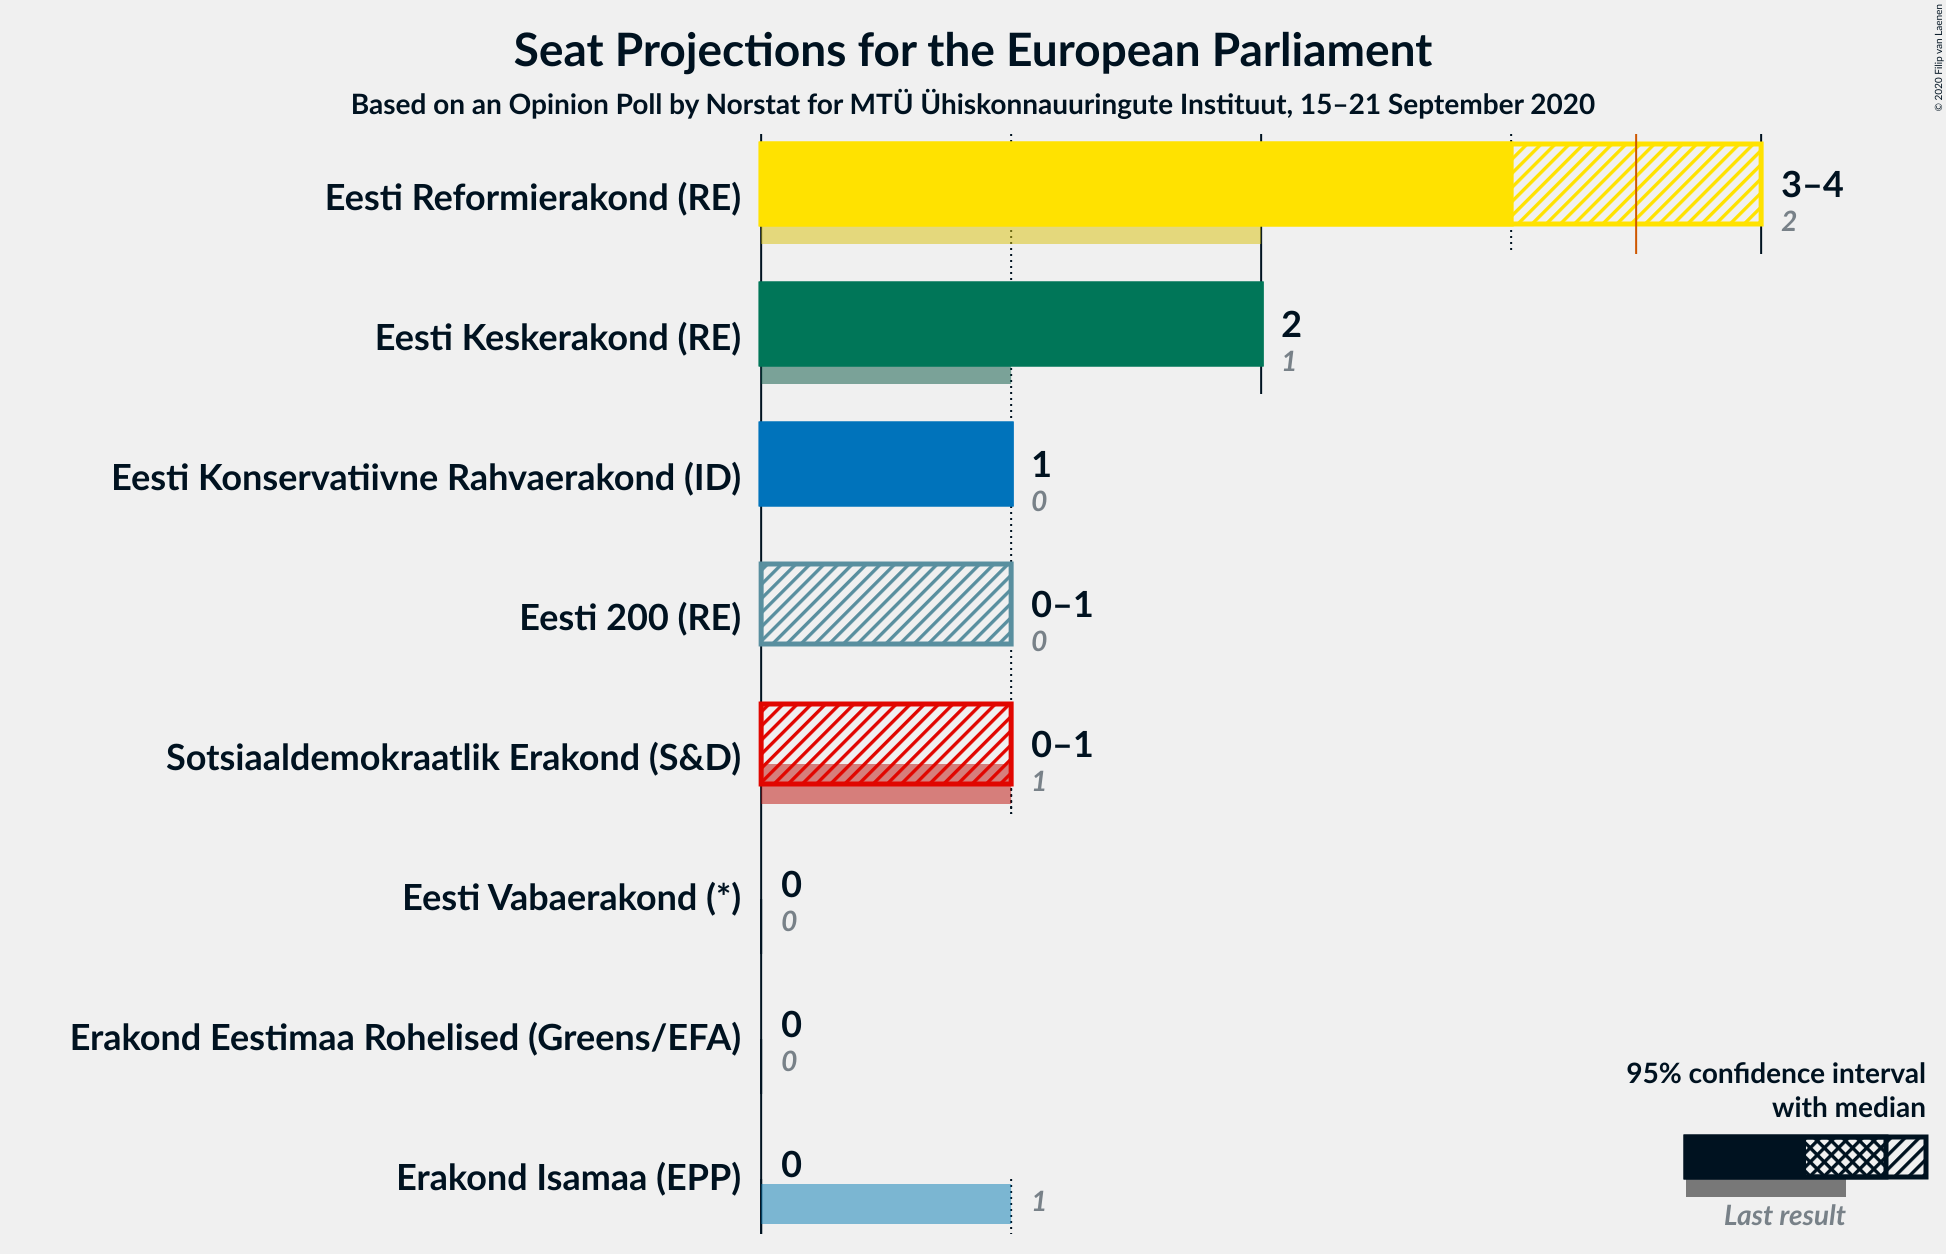 Seat Projections for the European Parliament
Based on an Opinion Poll by Norstat for MTÜ Ühiskonnauuringute Instituut, 15–21 September 2020
© 2020 Filip van Laenen
Eesti Reformierakond (RE)
3–4
2
Eesti Keskerakond (RE)
2
1
Eesti Konservatiivne Rahvaerakond (ID)
1
0
Eesti 200 (RE)
0–1
0
Sotsiaaldemokraatlik Erakond (S&D)
0–1
1
Eesti Vabaerakond (*)
0
0
Erakond Eestimaa Rohelised (Greens/EFA)
0
0
Erakond Isamaa (EPP)
0
1
95% confidence interval
with median
Last result